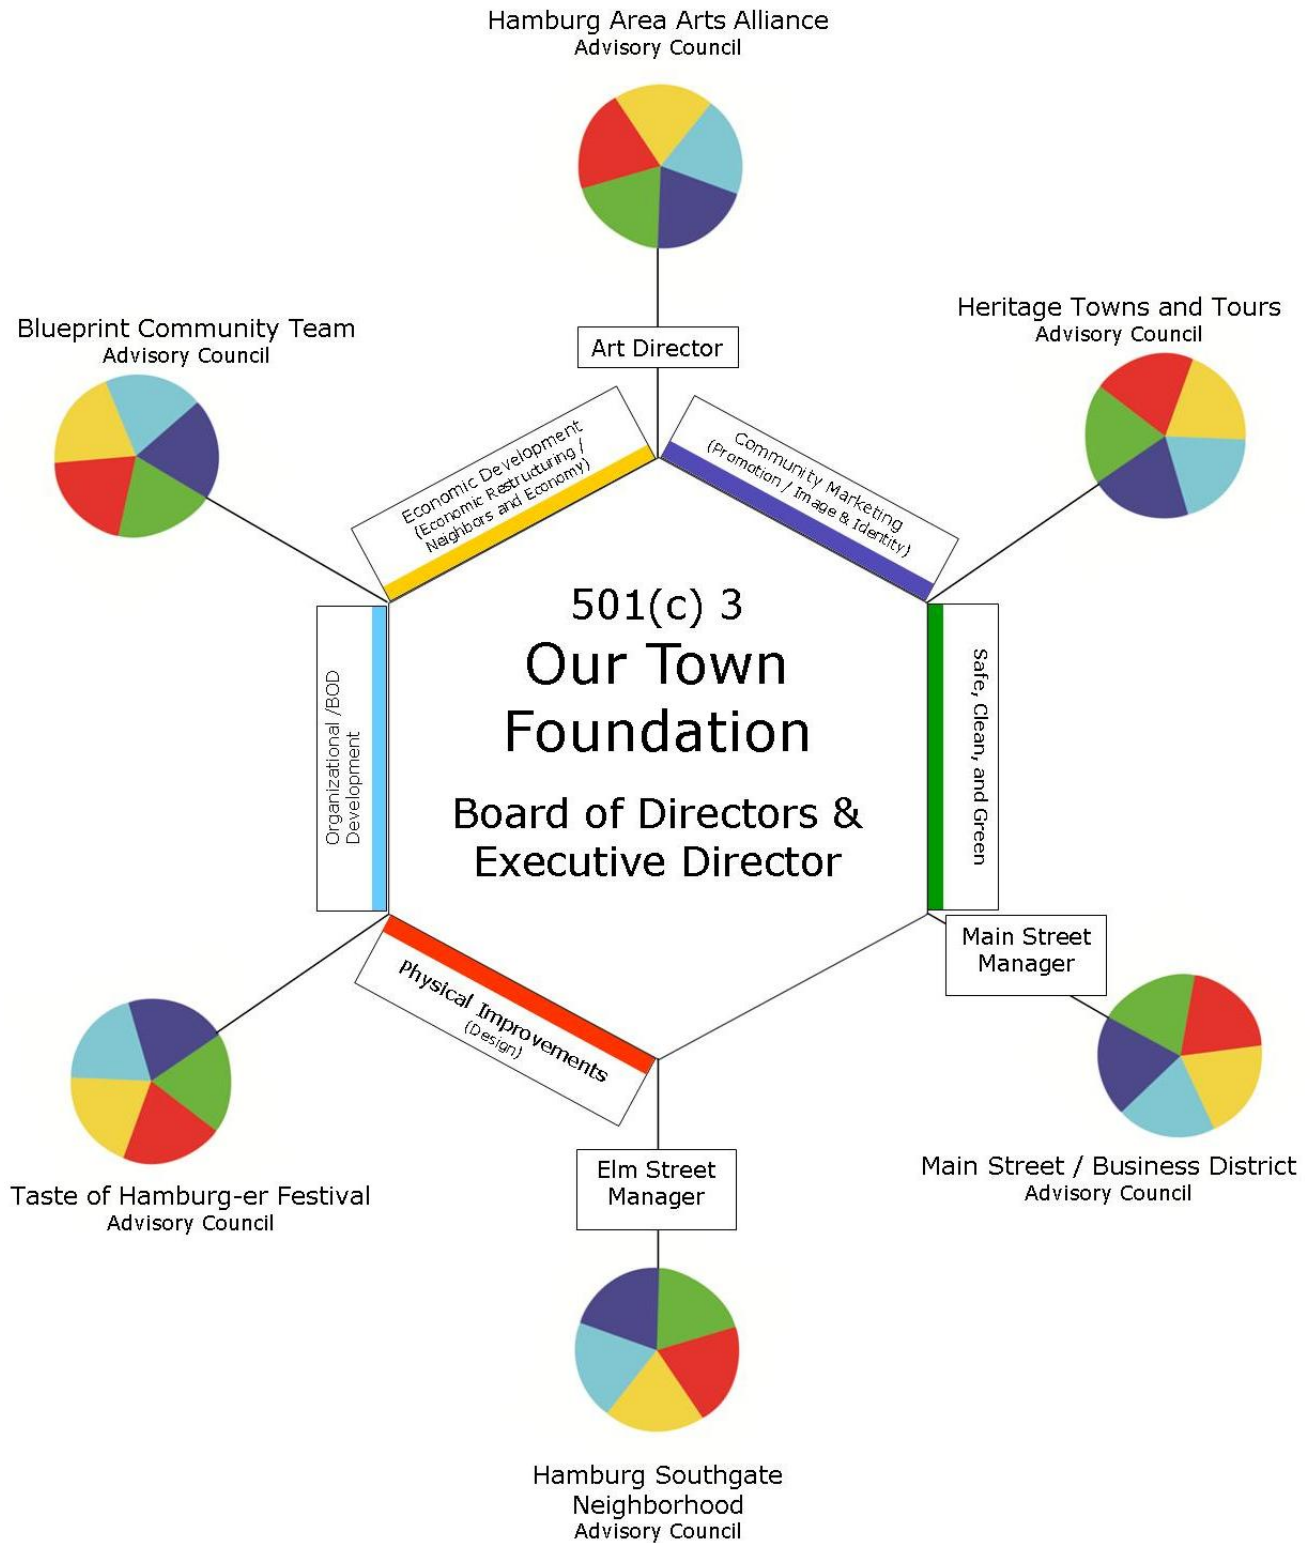 Hamburg Area Arts Alliance
Advisory Council
Heritage Towns and Tours
Advisory Council
Blueprint Community Team
Advisory Council
Art Director
Economic Development
(Economic Restructuring /
Neighbors and Economy)
Community Marketing
(Promotion / Image & Identity)
501(c) 3
Our Town
Foundation
Board of Directors &
Executive Director
Organizational /BOD
Development
Safe, Clean, and Green
Physical Improvements
(Design)
Main Street
Manager
Main Street / Business District
Advisory Council
Taste of Hamburg-er Festival
Advisory Council
Elm Street
Manager
Hamburg Southgate
Neighborhood
Advisory Council